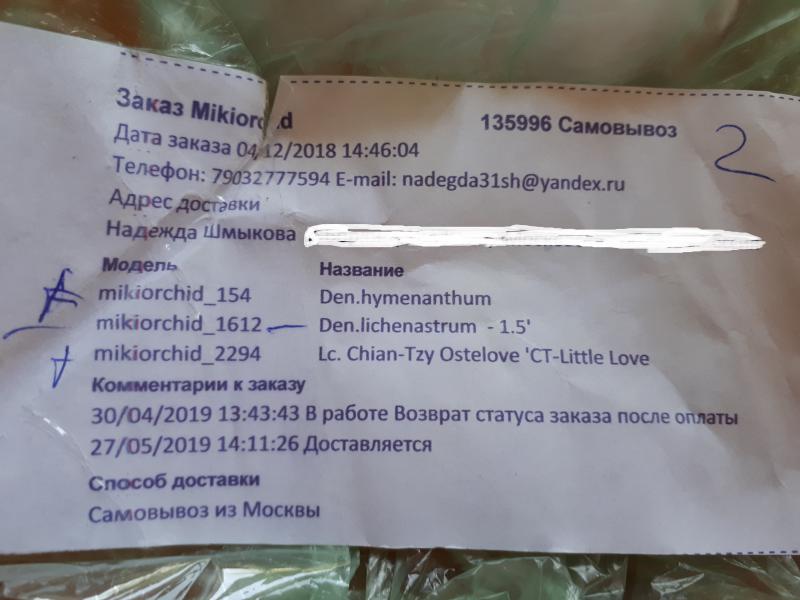 Заказ Mikiorchid 135996 Самовывоз 2
Дата заказа 04/12/2018 14:46:04
Телефон: 79032777594 E-mail: nadegda31sh@yandex.ru
Адрес доставки
Надежда Шмыкова
Модель Название
mikiorchid_154 Den.hymenanthum
mikiorchid_1612 Den.lichenastrum - 1.5'
mikiorchid_2294 Lc. Chian-Tzy Ostelove 'CT-Little Love
Комментарии к заказу
30/04/2019 13:43:43 В работе Возврат статуса заказа после оплаты
27/05/2019 14:11:26 Доставляется
Способ доставки
Самовывоз из Москвы